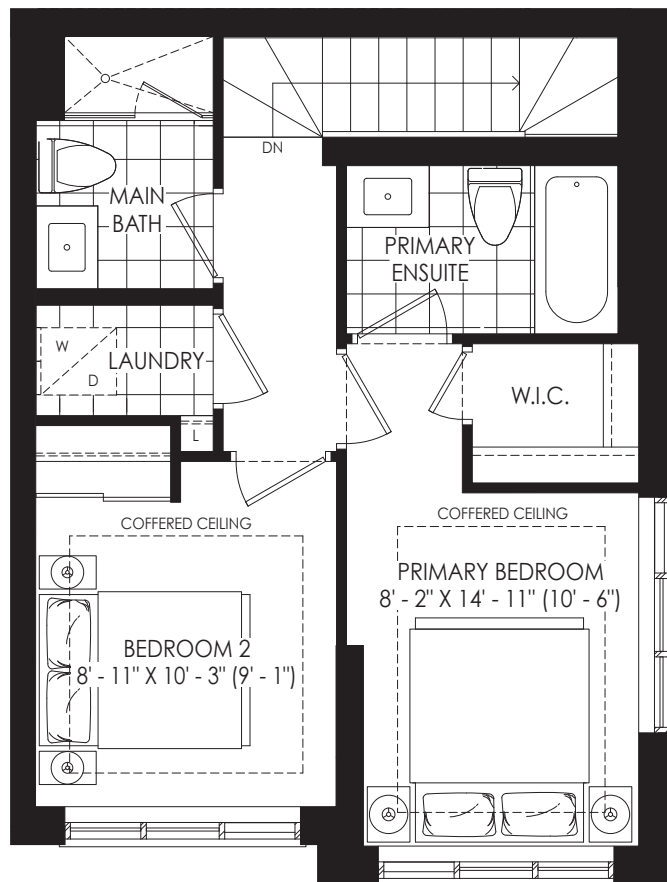 DN
MAIN
BATH
PRIMARY
ENSUITE
W
D
LAUNDRY
L
W.I.C.
COFFERED CEILING
BEDROOM 2
8' - 11" X 10' - 3" (9' - 1")
COFFERED CEILING
PRIMARY BEDROOM
8' - 2" X 14' - 11" (10' - 6")